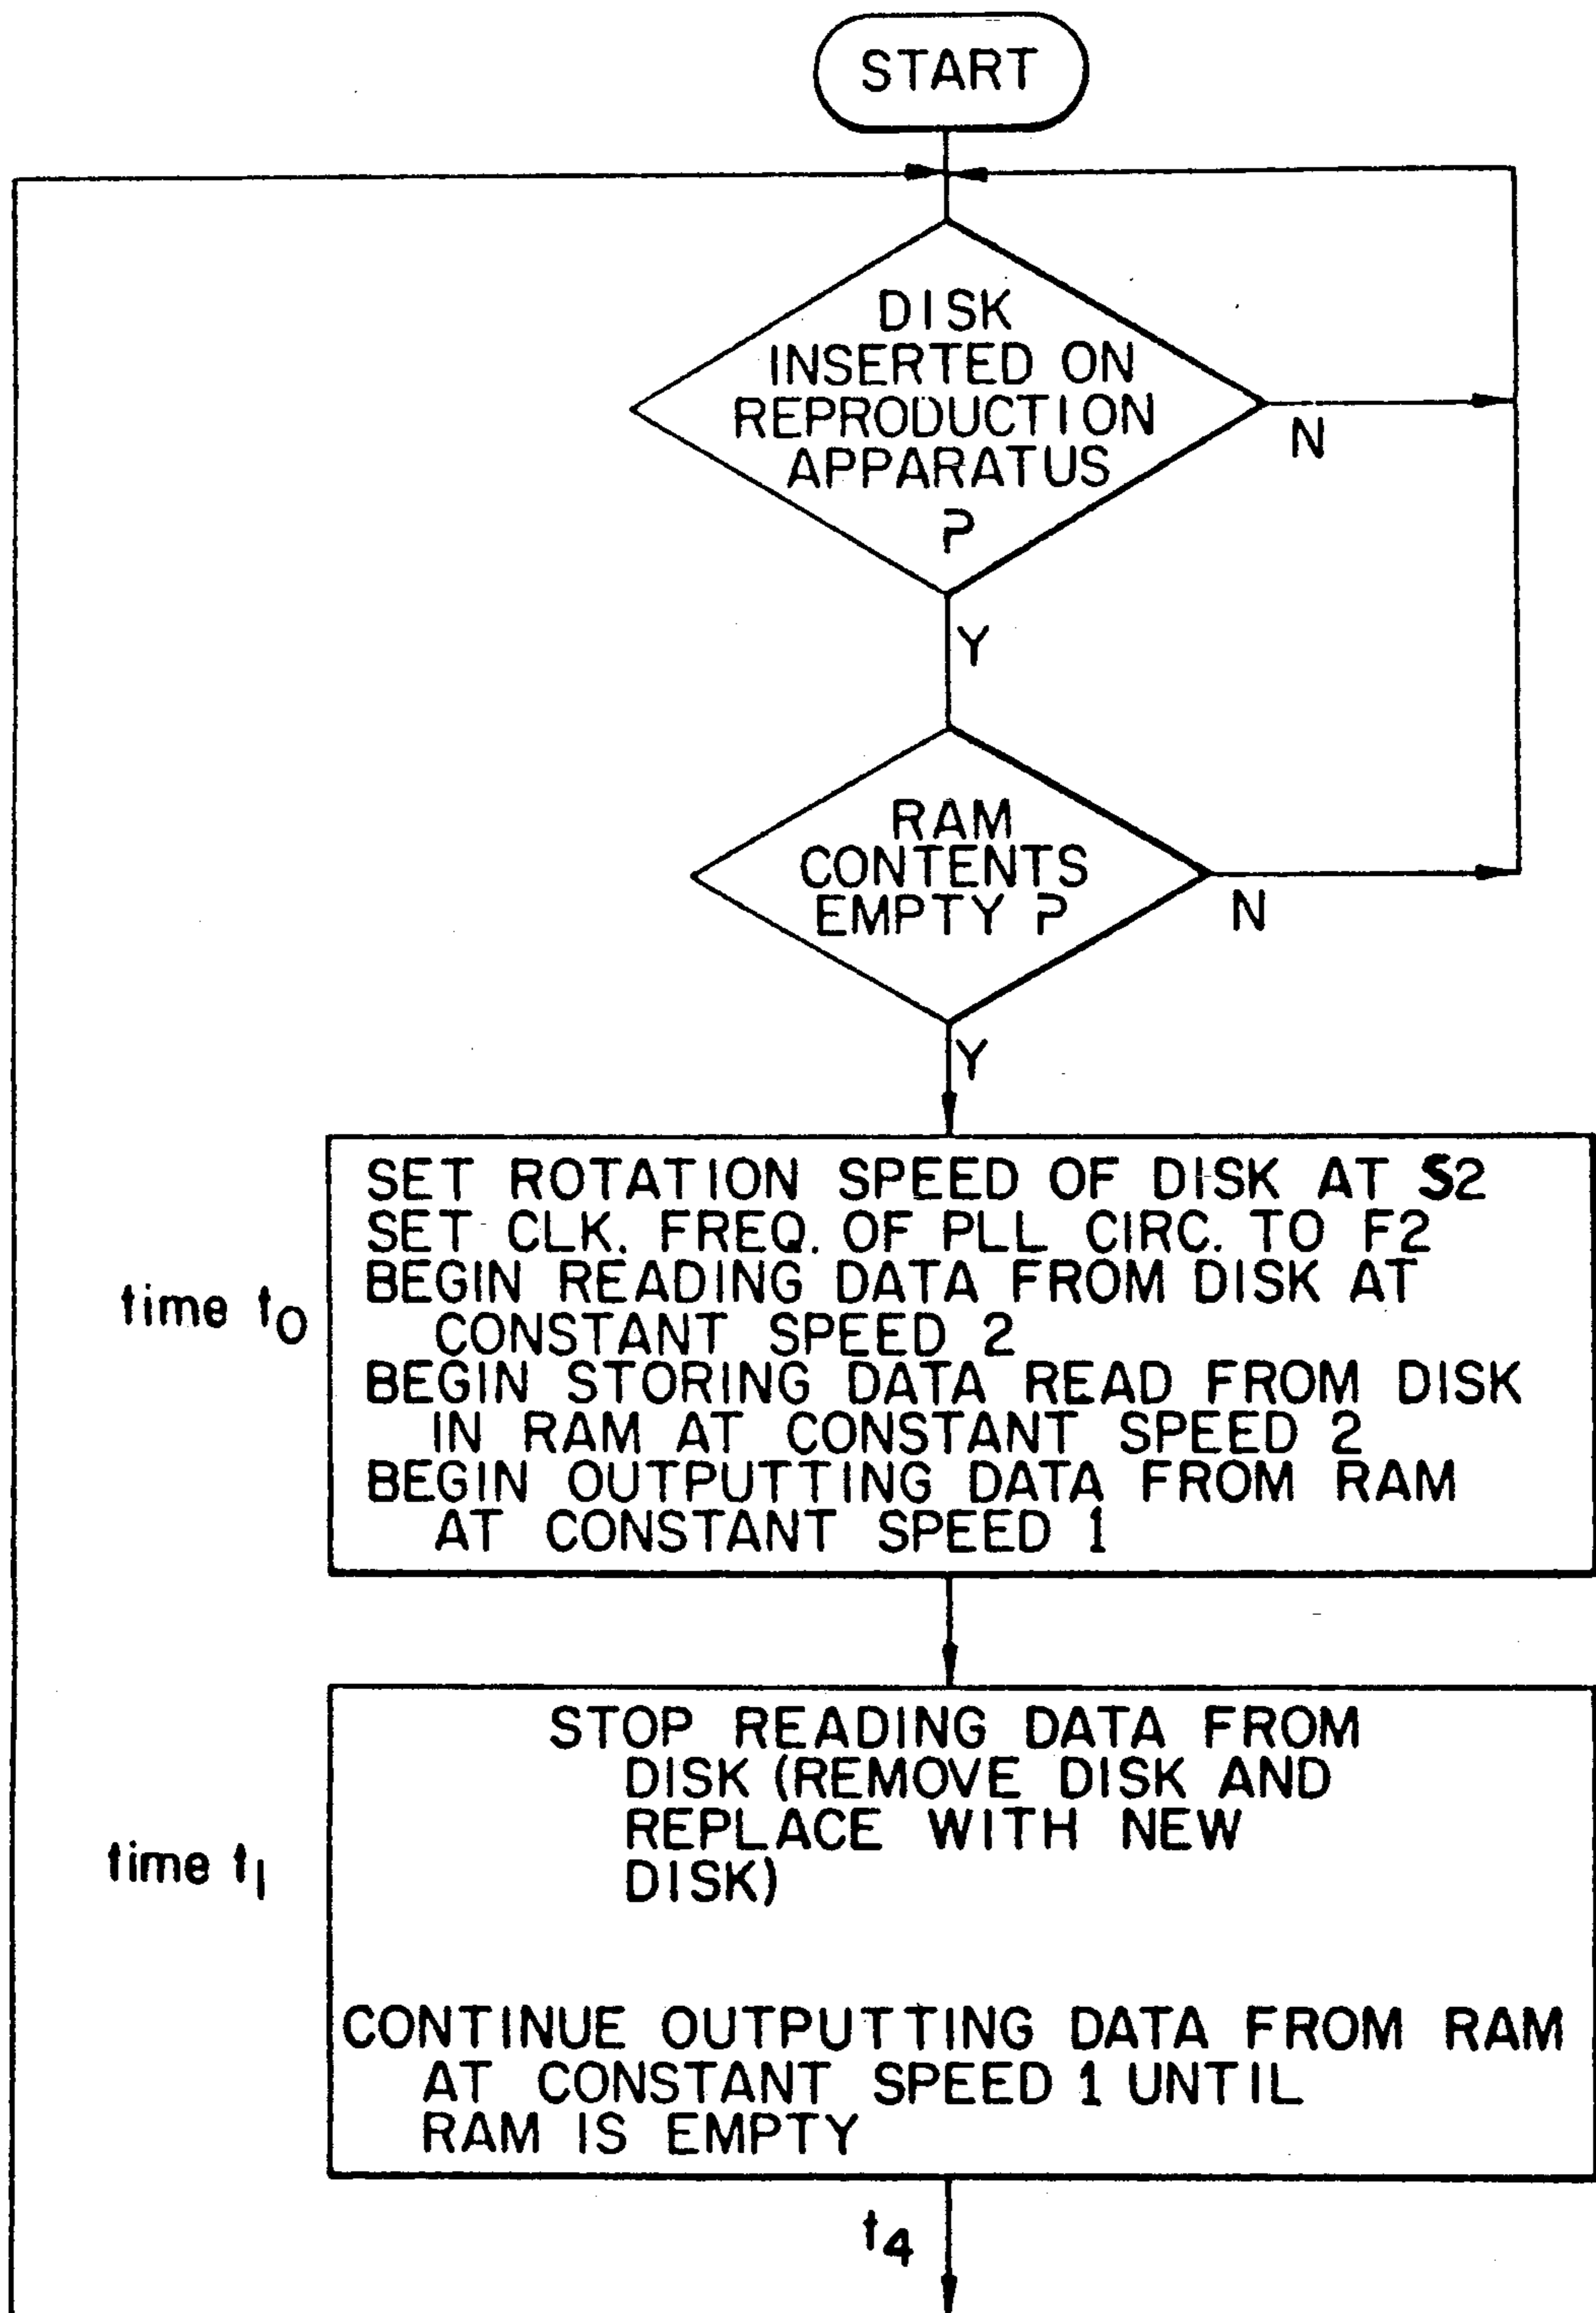 START
DISK
INSERTED ON
REPRODUCTION
APPARATUS
?
N
Y
RAM
CONTENTS
EMPTY ?
N
Y
time t0
SET ROTATION SPEED OF DISK AT S2
SET CLK. FREQ. OF PLL CIRC. TO F2
BEGIN READING DATA FROM DISK AT
CONSTANT SPEED 2
BEGIN STORING DATA READ FROM DISK
IN RAM AT CONSTANT SPEED 2
BEGIN OUTPUTTING DATA FROM RAM
AT CONSTANT SPEED 1
time t1
STOP READING DATA FROM
DISK (REMOVE DISK AND
REPLACE WITH NEW
DISK)
CONTINUE OUTPUTTING DATA FROM RAM
AT CONSTANT SPEED 1 UNTIL
RAM IS EMPTY
t4